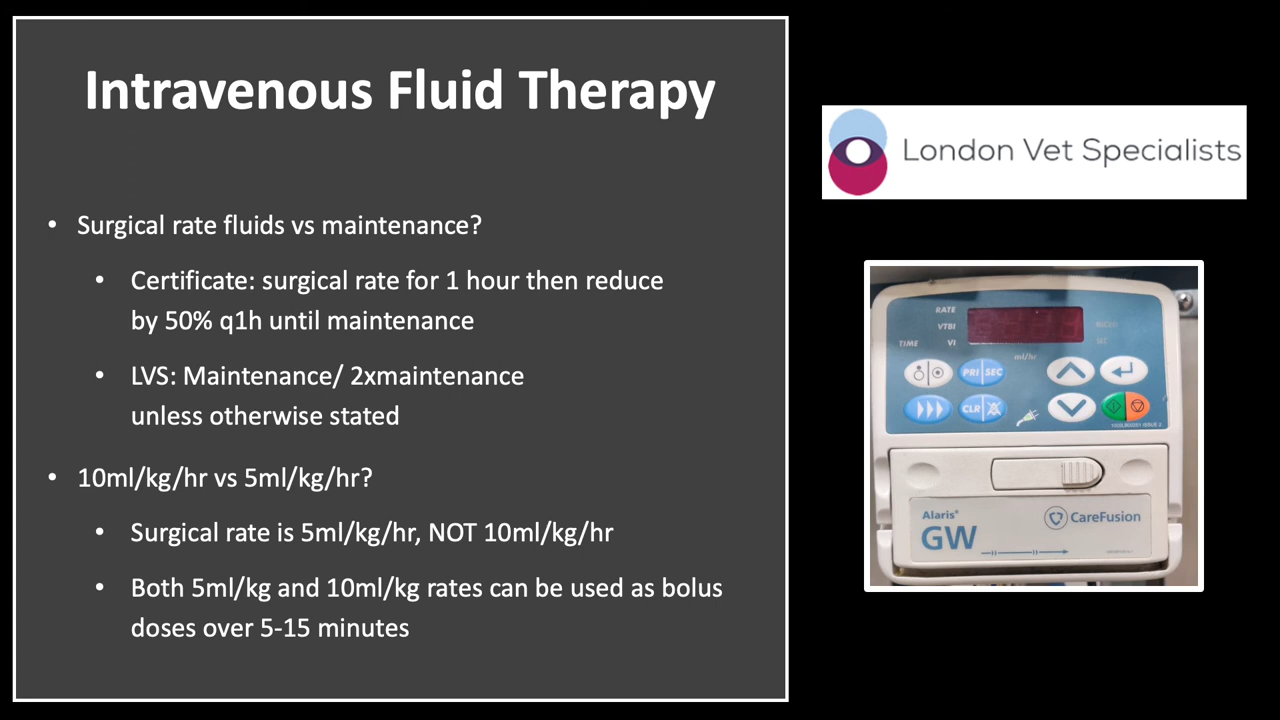 Intravenous Fluid Therapy
• Surgical rate fluids vs maintenance?
• Certificate: surgical rate for 1 hour then reduce
by 50% q1h until maintenance
• LVS: Maintenance/ 2xmaintenance
unless otherwise stated
• 10ml/kg/hr vs 5ml/kg/hr?
• Surgical rate is 5ml/kg/hr, NOT 10ml/kg/hr
• Both 5ml/kg and 10ml/kg rates can be used as bolus
doses over 5-15 minutes
London Vet Specialists
RATE
VTBI
TIME VI
ml/hr
PRI SEC
CLR
Alaris®
GW
CareFusion